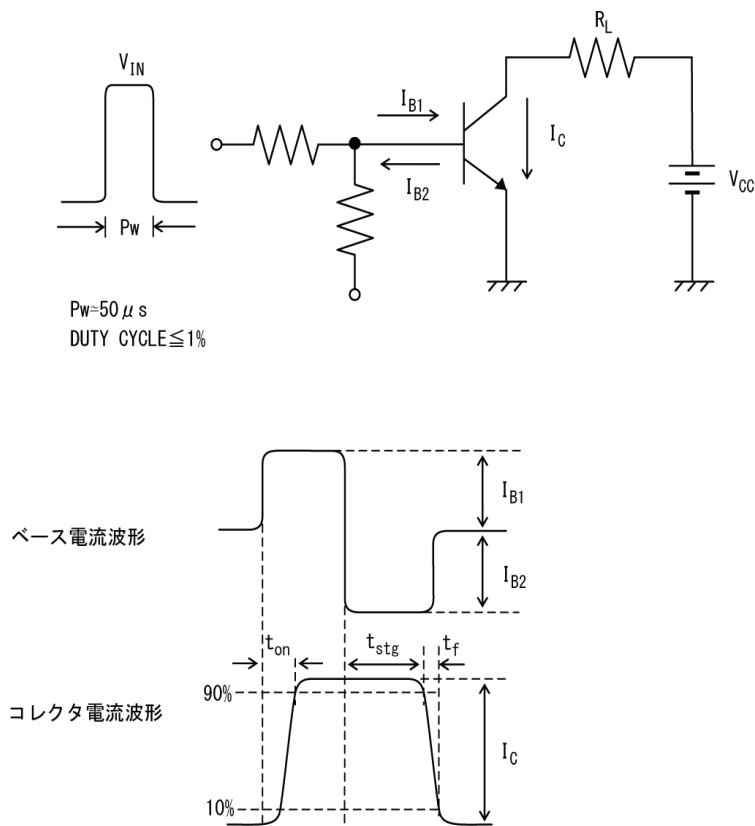 V_IN
Pw
Pw≒50μs
DUTY CYCLE≦1%
I_B1
I_B2
I_C
R_L
V_CC
ベース電流波形
I_B1
I_B2
t_on
t_stg
t_f
90%
コレクタ電流波形
I_C
10%